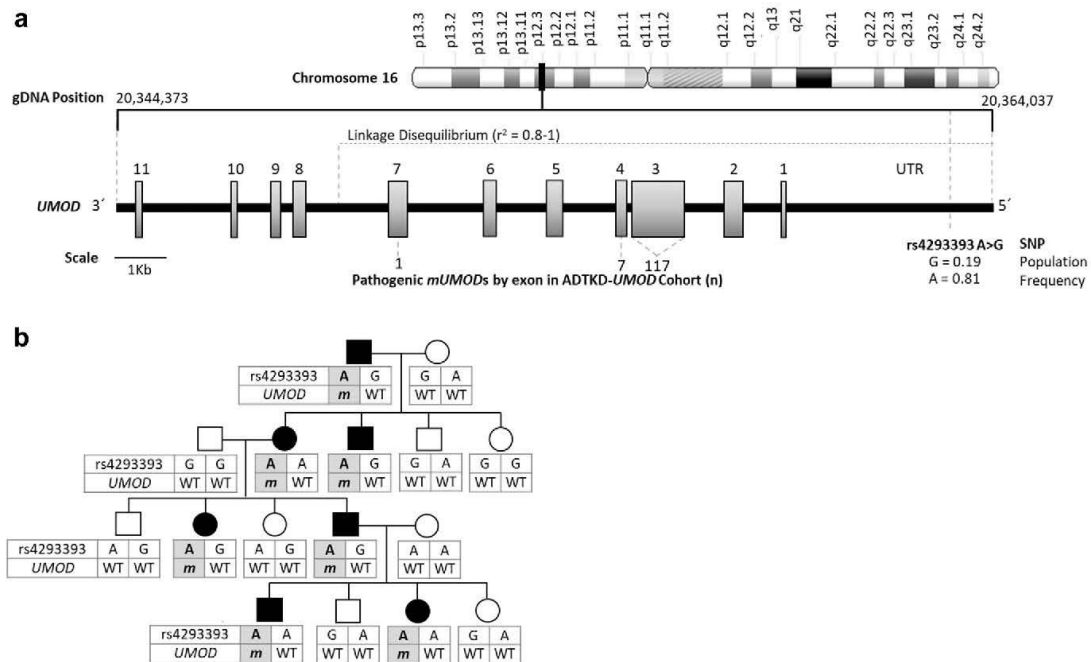 a
p13.3 p13.2 p13.13 p13.12 p13.11 p12.3 p12.2 p12.1 p11.2 p11.1 q11.1 q11.2 q12.1 q12.2 q13 q21 q22.1 q22.2 q22.3 q23.1 q23.2 q24.1 q24.2
Chromosome 16
gDNA Position 20,344,373 20,364,037
Linkage Disequilibrium (r² = 0.8-1)
11 10 9 8 7 6 5 4 3 2 1 UTR
UMOD 3´ 5´
rs4293393 A>G SNP
Scale 1 7 117 G = 0.19 Population
1Kb Pathogenic mUMODs by exon in ADTKD-UMOD Cohort (n) A = 0.81 Frequency
b
rs4293393 A G G A
UMOD m WT WT WT
rs4293393 G G A A A G G A G G
UMOD WT WT m WT m WT WT WT WT WT
rs4293393 A G A G A G A G A A
UMOD WT WT m WT WT WT m WT WT WT
rs4293393 A A G A A A G A
UMOD m WT WT WT m WT WT WT